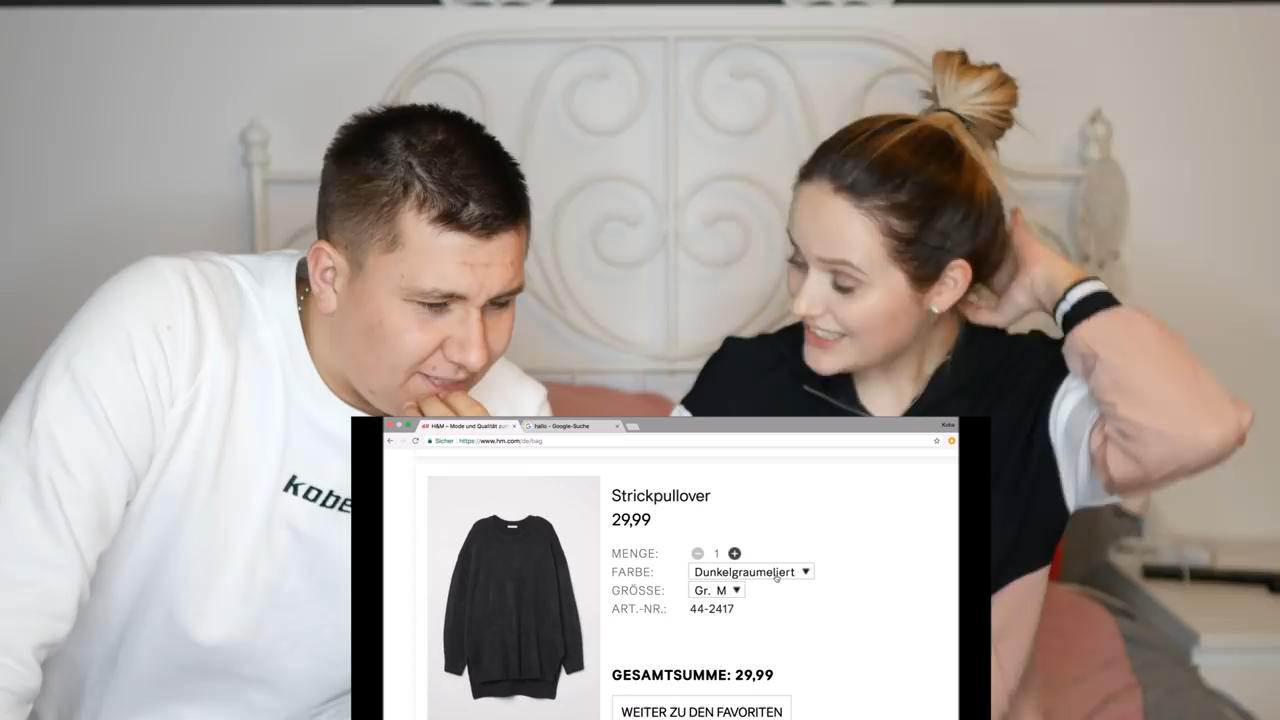 kobe
H&M – Mode und Qualität
hallo - Google-Suche
Kobe
Sicher https://www.hm.com/de/bag
Strickpullover
29,99
MENGE: 1
FARBE: Dunkelgraumeliert
GRÖSSE: Gr. M
ART.-NR.: 44-2417
GESAMTSUMME: 29,99
WEITER ZU DEN FAVORITEN